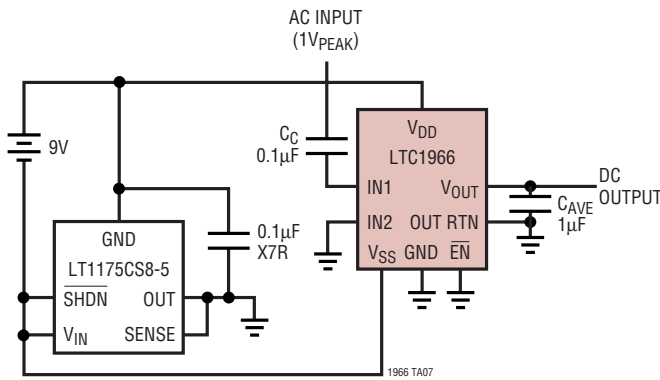 AC INPUT
(1VPEAK)
9V
CC
0.1µF
VDD
LTC1966
IN1
VOUT
IN2
OUT RTN
VSS
GND
EN
DC
OUTPUT
CAVE
1µF
0.1µF
X7R
GND
LT1175CS8-5
SHDN
OUT
VIN
SENSE
1966 TA07